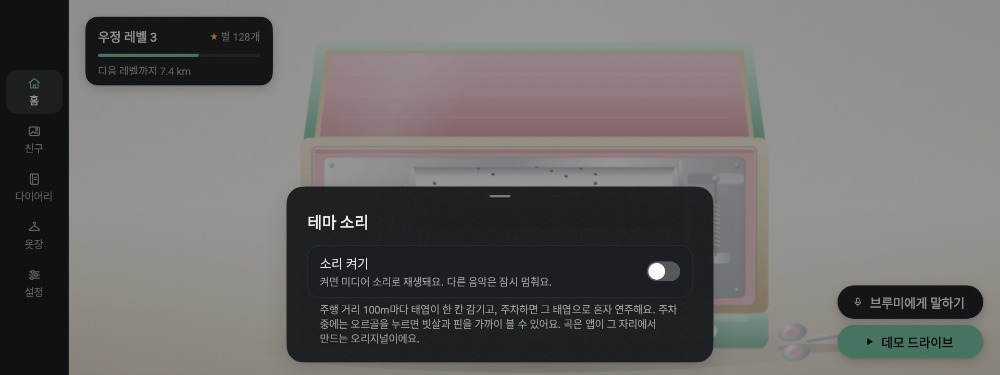 우정 레벨 3
★ 별 128개
다음 레벨까지 7.4 km
홈
친구
다이어리
옷장
설정
테마 소리
소리 켜기
켜면 미디어 소리로 재생돼요. 다른 음악은 잠시 멈춰요.
주행 거리 100m마다 태엽이 한 칸 감기고, 주차하면 그 태엽으로 혼자 연주해요. 주차
중에는 오르골을 누르면 빗살과 핀을 가까이 볼 수 있어요. 곡은 앱이 그 자리에서
만드는 오리지널이에요.
브루미에게 말하기
데모 드라이브